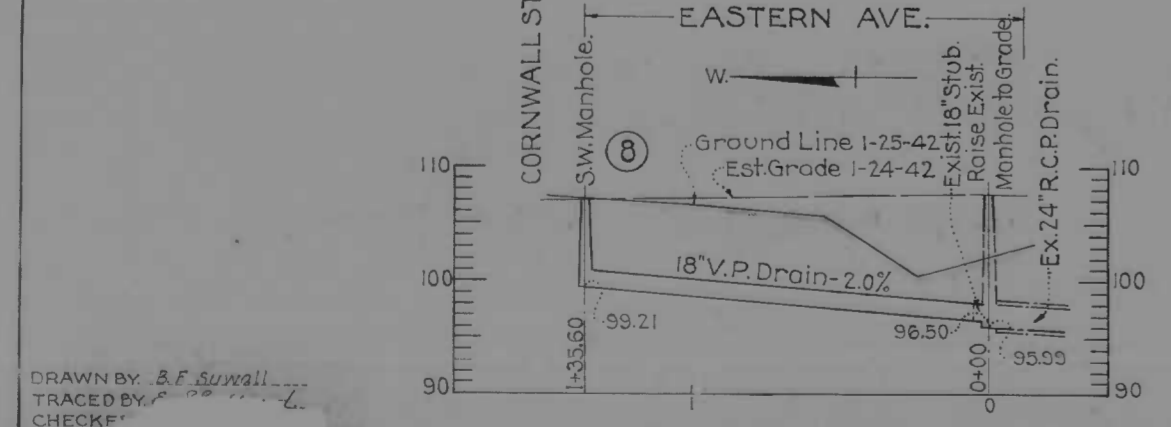 EASTERN AVE.
CORNWALL ST
S.W. Manhole.
W.
8
Ground Line 1-25-42
Est. Grade 1-24-42
Exist. 18" Stub.
Raise Exist.
Manhole to Grade.
Ex. 24" R.C.P. Drain.
110
110
100
18" V.P. Drain-2.0%
100
99.21
96.50
95.99
1+35.60
0+00
90
90
1
0
DRAWN BY B.F. Suwall
TRACED BY
CHECKE